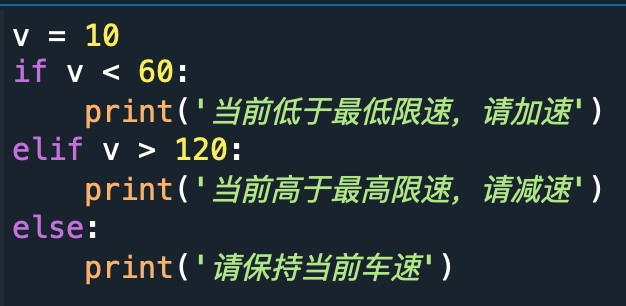 v = 10
if v < 60:
    print('当前低于最低限速，请加速')
elif v > 120:
    print('当前高于最高限速，请减速')
else:
    print('请保持当前车速')